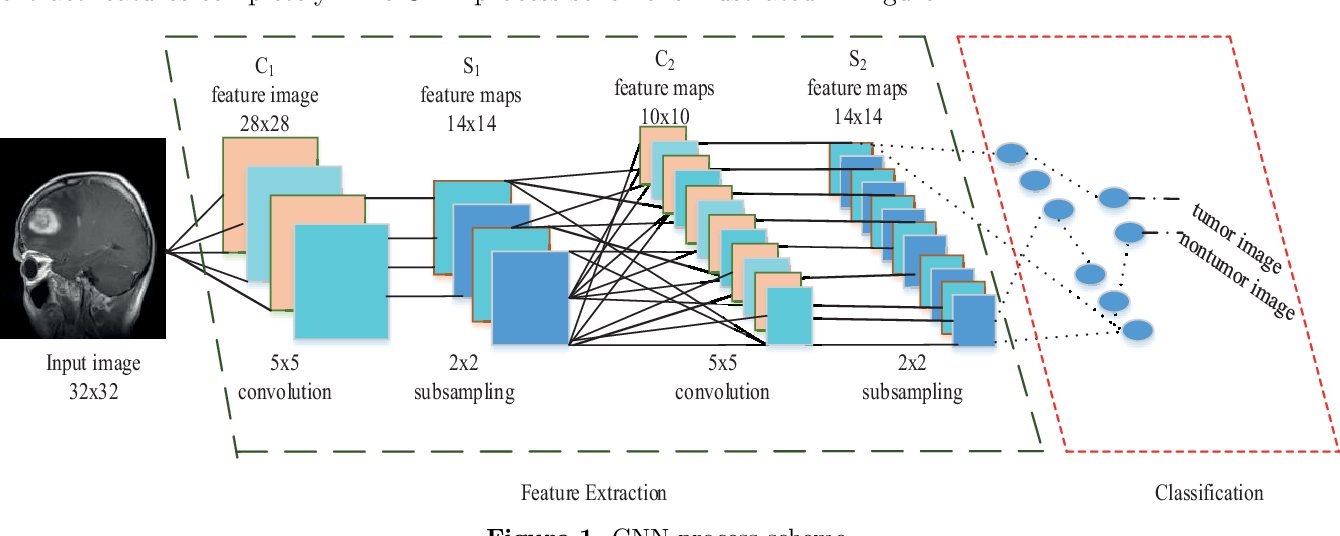 C1
feature image
28x28
S1
feature maps
14x14
C2
feature maps
10x10
S2
feature maps
14x14
tumor image
nontumor image
Input image
32x32
5x5
convolution
2x2
subsampling
5x5
convolution
2x2
subsampling
Feature Extraction
Classification
Figure 1. CNN process scheme